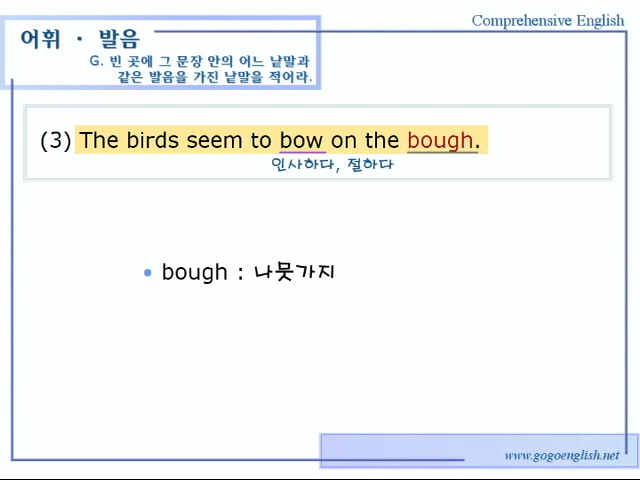 Comprehensive English
어휘 · 발음
G. 빈 곳에 그 문장 안의 어느 낱말과
같은 발음을 가진 낱말을 적어라.
(3) The birds seem to bow on the bough.
인사하다, 절하다
• bough : 나뭇가지
www.gogoenglish.net